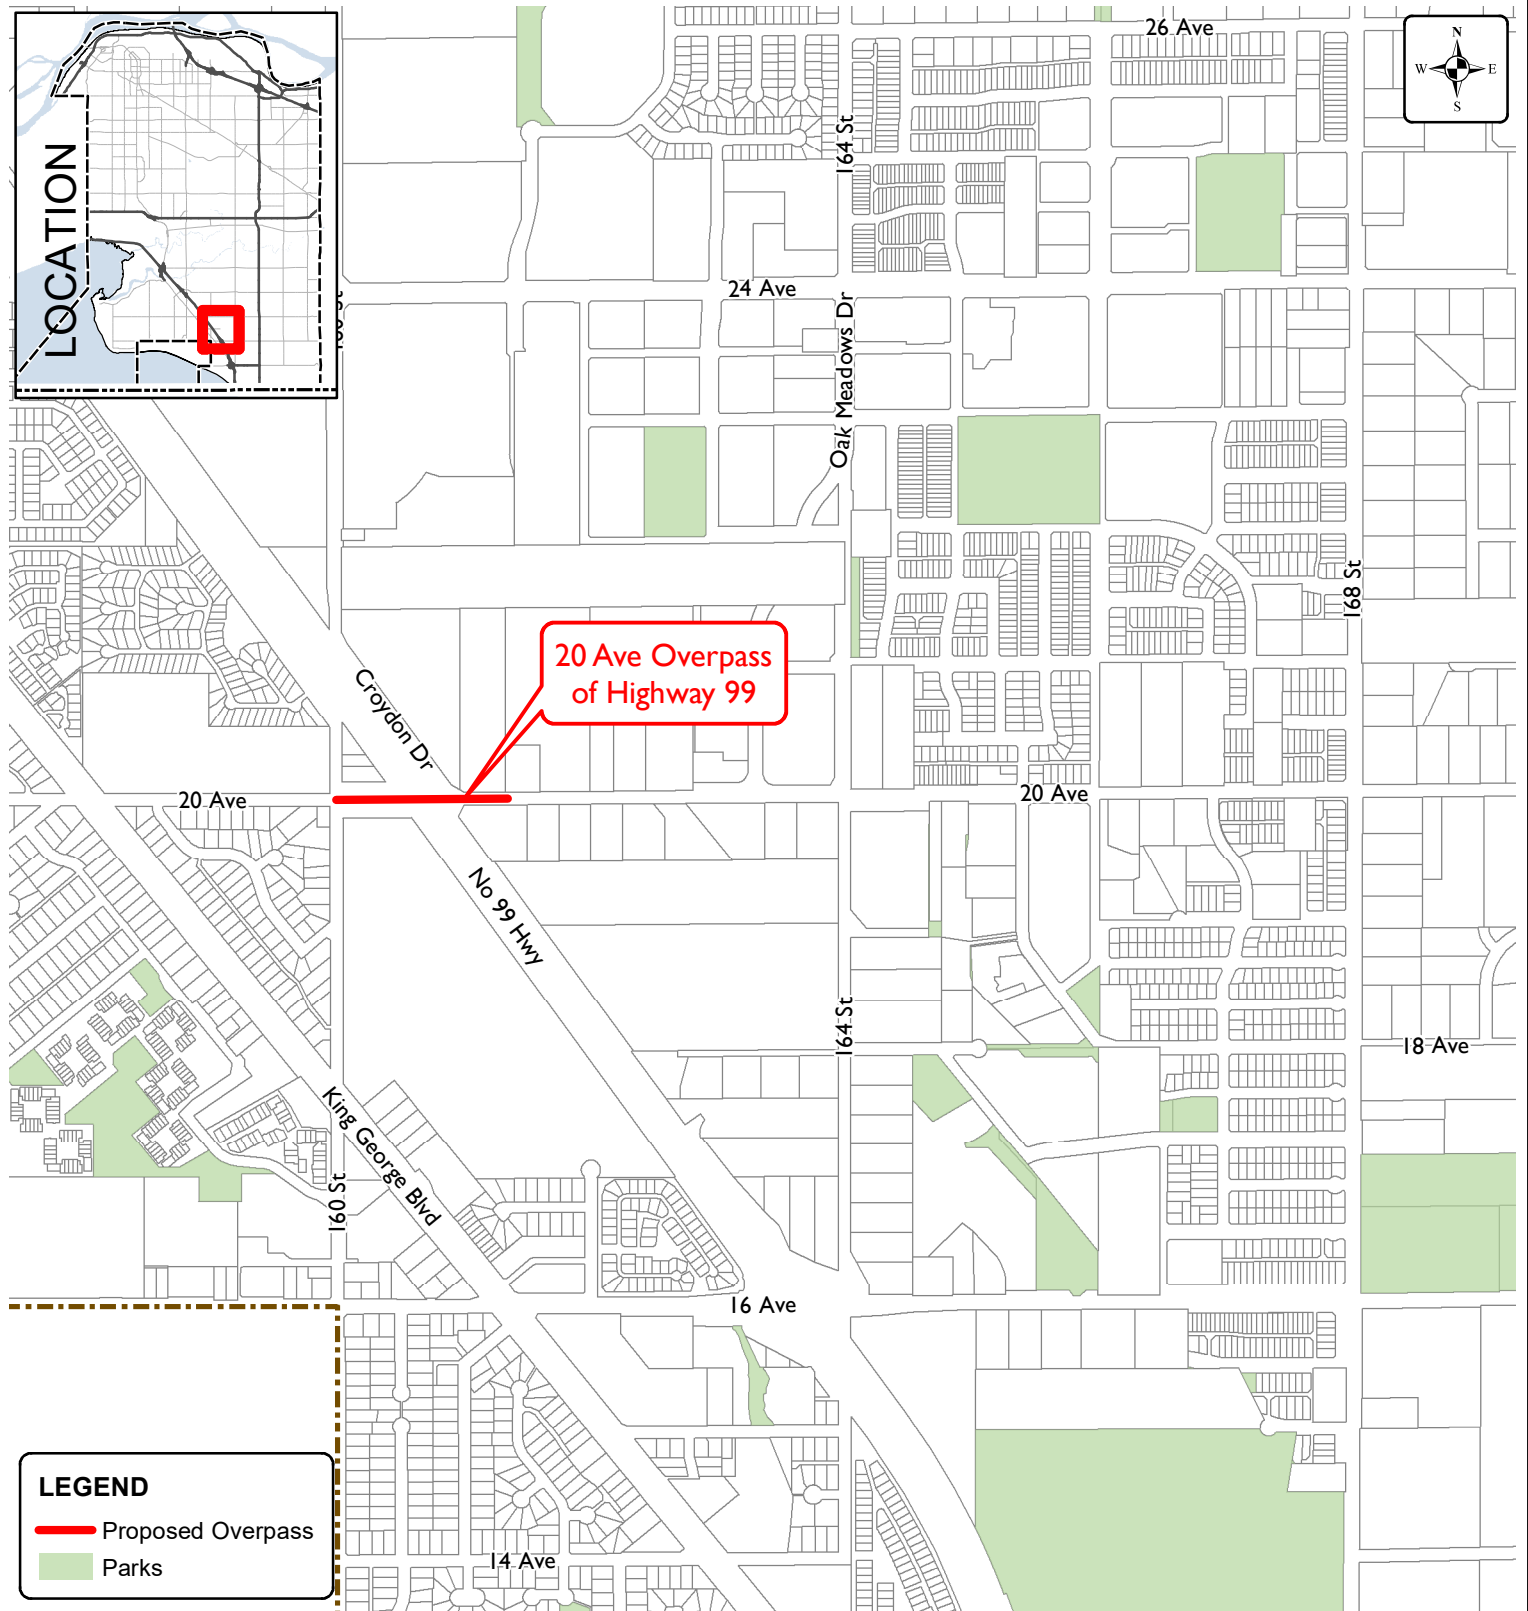 LOCATION
26 Ave
N
W E
S
164 St
24 Ave
Oak Meadows Dr
168 St
20 Ave Overpass
of Highway 99
Croydon Dr
20 Ave
20 Ave
No 99 Hwy
164 St
18 Ave
King George Blvd
160 St
16 Ave
LEGEND
Proposed Overpass
Parks
14 Ave